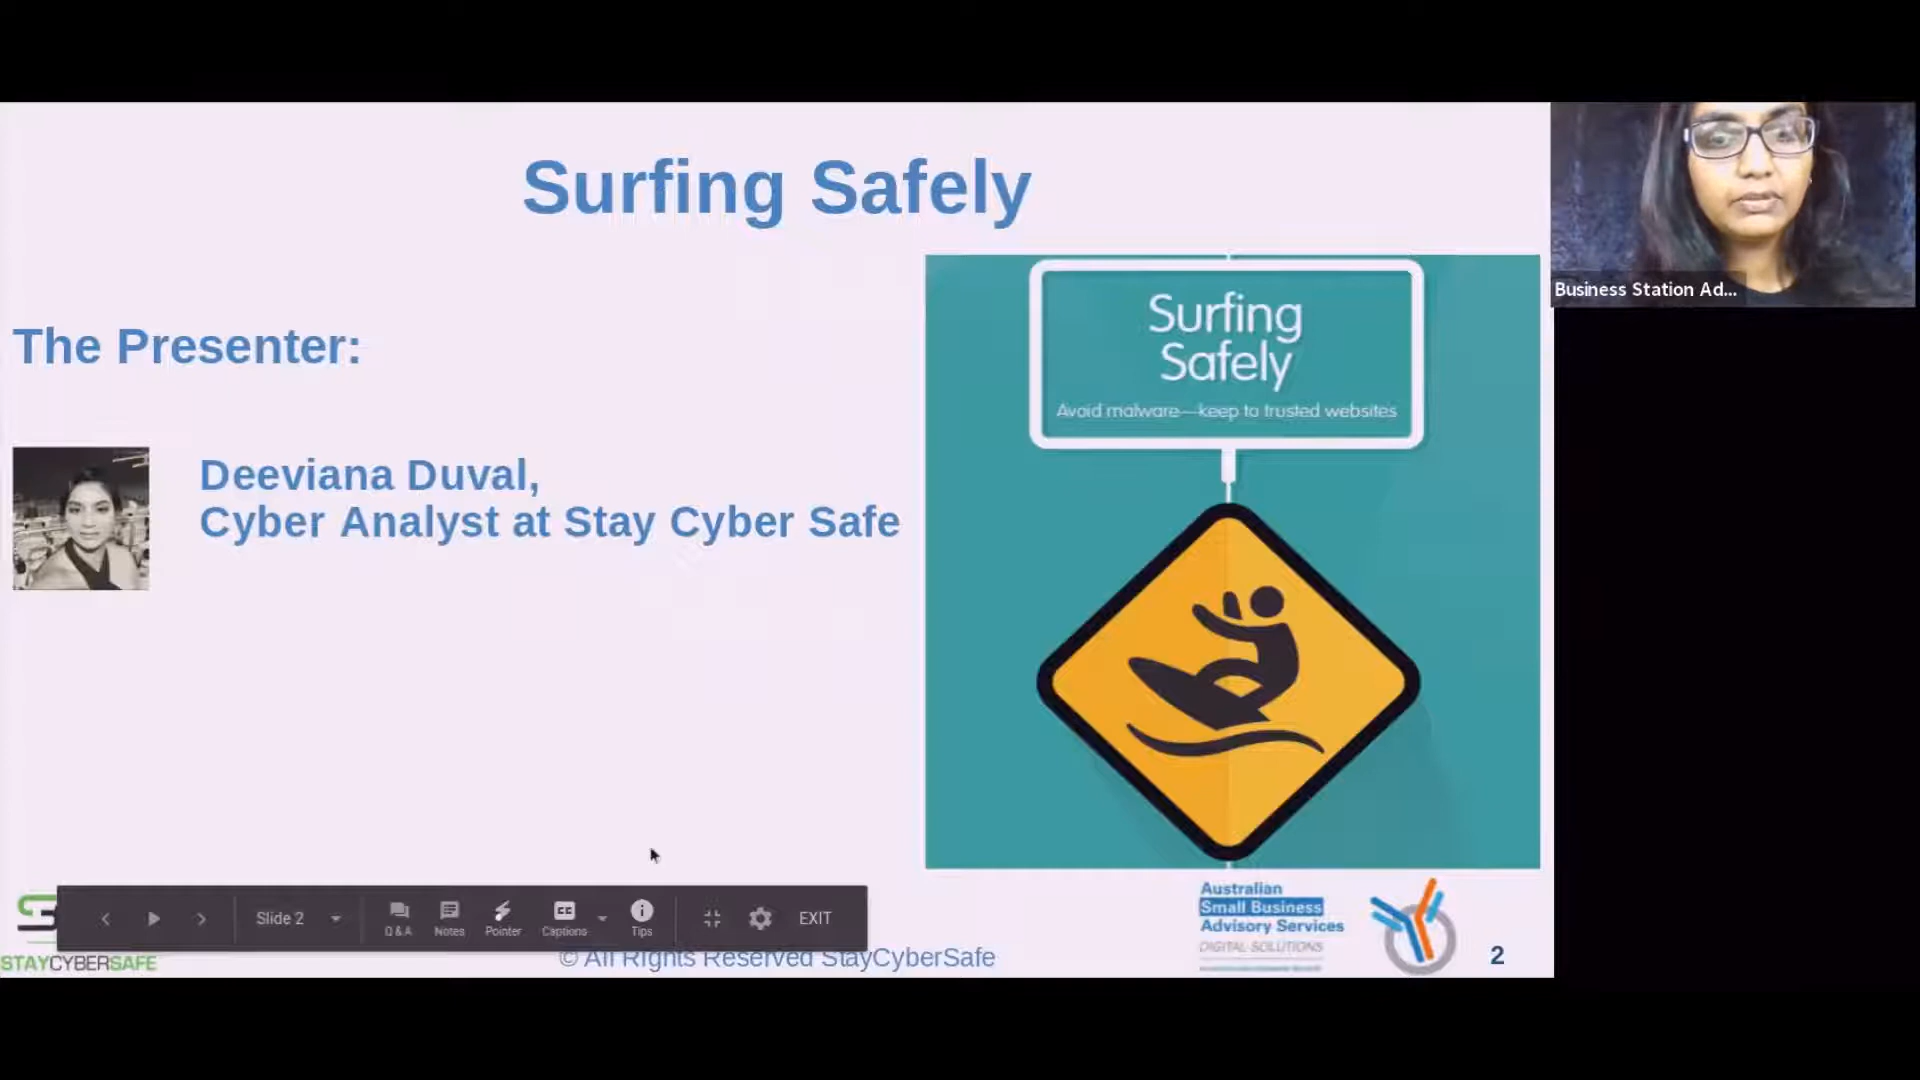 Surfing Safely
The Presenter:
Deeviana Duval,
Cyber Analyst at Stay Cyber Safe
Surfing
Safely
Avoid malware—keep to trusted websites
Business Station Ad...
Slide 2
Q & A
Notes
Pointer
CC
Captions
Tips
EXIT
STAYCYBERSAFE
© All Rights Reserved StayCyberSafe
Australian
Small Business
Advisory Services
DIGITAL SOLUTIONS
2